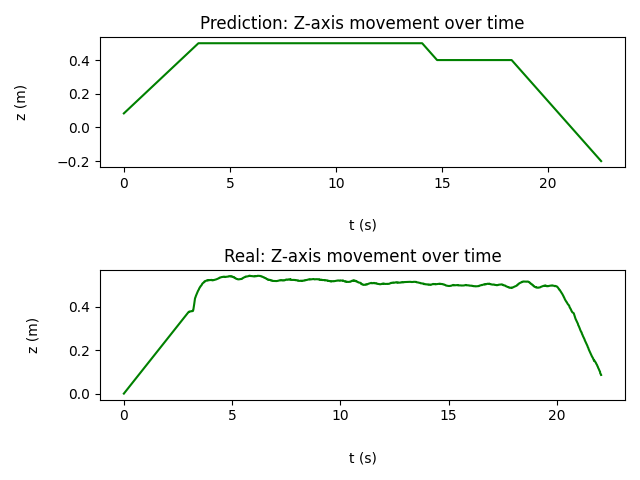 Prediction: Z-axis movement over time
z (m)
0.4
0.2
0.0
−0.2
0 5 10 15 20
t (s)
Real: Z-axis movement over time
z (m)
0.4
0.2
0.0
0 5 10 15 20
t (s)